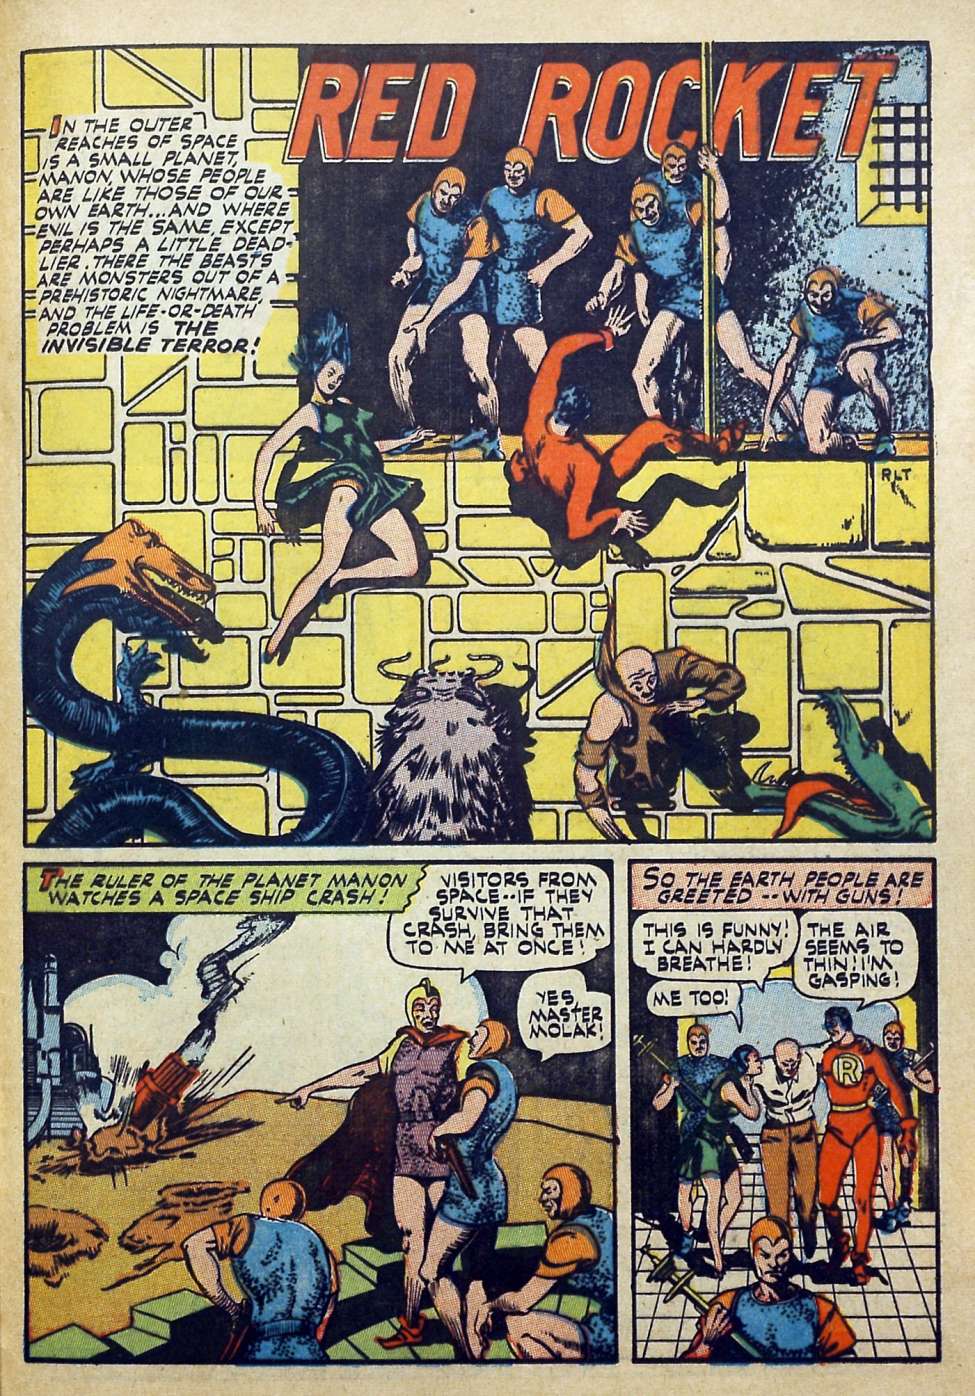 RED ROCKET
IN THE OUTER
REACHES OF SPACE
IS A SMALL PLANET,
MANON, WHOSE PEOPLE
ARE LIKE THOSE OF OUR
OWN EARTH...AND WHERE
EVIL IS THE SAME, EXCEPT
PERHAPS A LITTLE DEAD-
LIER. THERE THE BEASTS
ARE MONSTERS OUT OF A
PREHISTORIC NIGHTMARE,
AND THE LIFE-OR-DEATH
PROBLEM IS THE
INVISIBLE TERROR!
RLT
THE RULER OF THE PLANET MANON
WATCHES A SPACE SHIP CRASH!
VISITORS FROM
SPACE--IF THEY
SURVIVE THAT
CRASH, BRING THEM
TO ME AT ONCE!
YES,
MASTER
MOLAK!
SO THE EARTH PEOPLE ARE
GREETED--WITH GUNS!
THIS IS FUNNY!
I CAN HARDLY
BREATHE!
ME TOO!
THE AIR
SEEMS TO
THIN! I'M
GASPING!
R